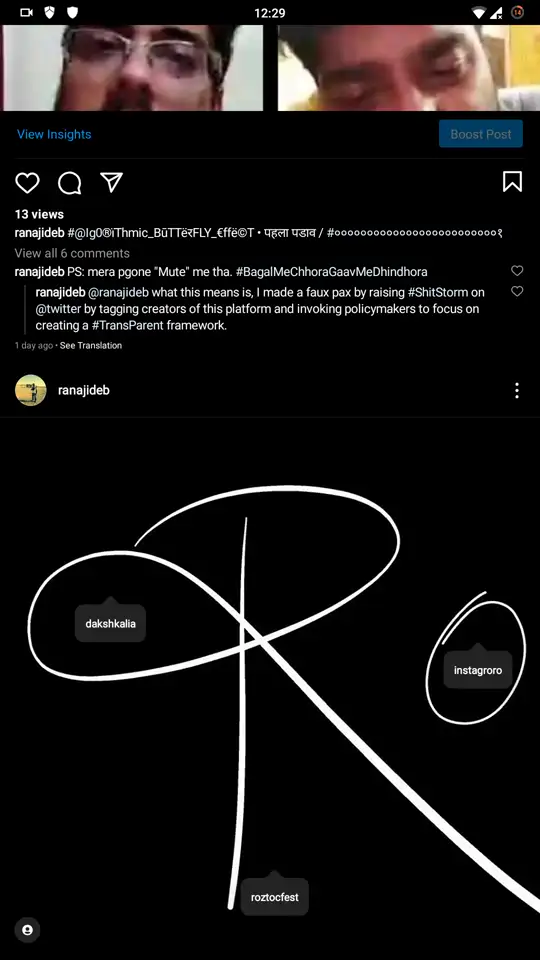 12:29
14
View Insights
Boost Post
13 views
ranajideb #@Ig0®ïThmic_BüTTërFLY_€ffë©T • पहला पडाव / #०००००००००००००००००००००००००१
View all 6 comments
ranajideb PS: mera pgone "Mute" me tha. #BagalMeChhoraGaavMeDhindhora
ranajideb @ranajideb what this means is, I made a faux pax by raising #ShitStorm on
@twitter by tagging creators of this platform and invoking policymakers to focus on
creating a #TransParent framework.
1 day ago • See Translation
ranajideb
R
dakshkalia
instagroro
roztocfest